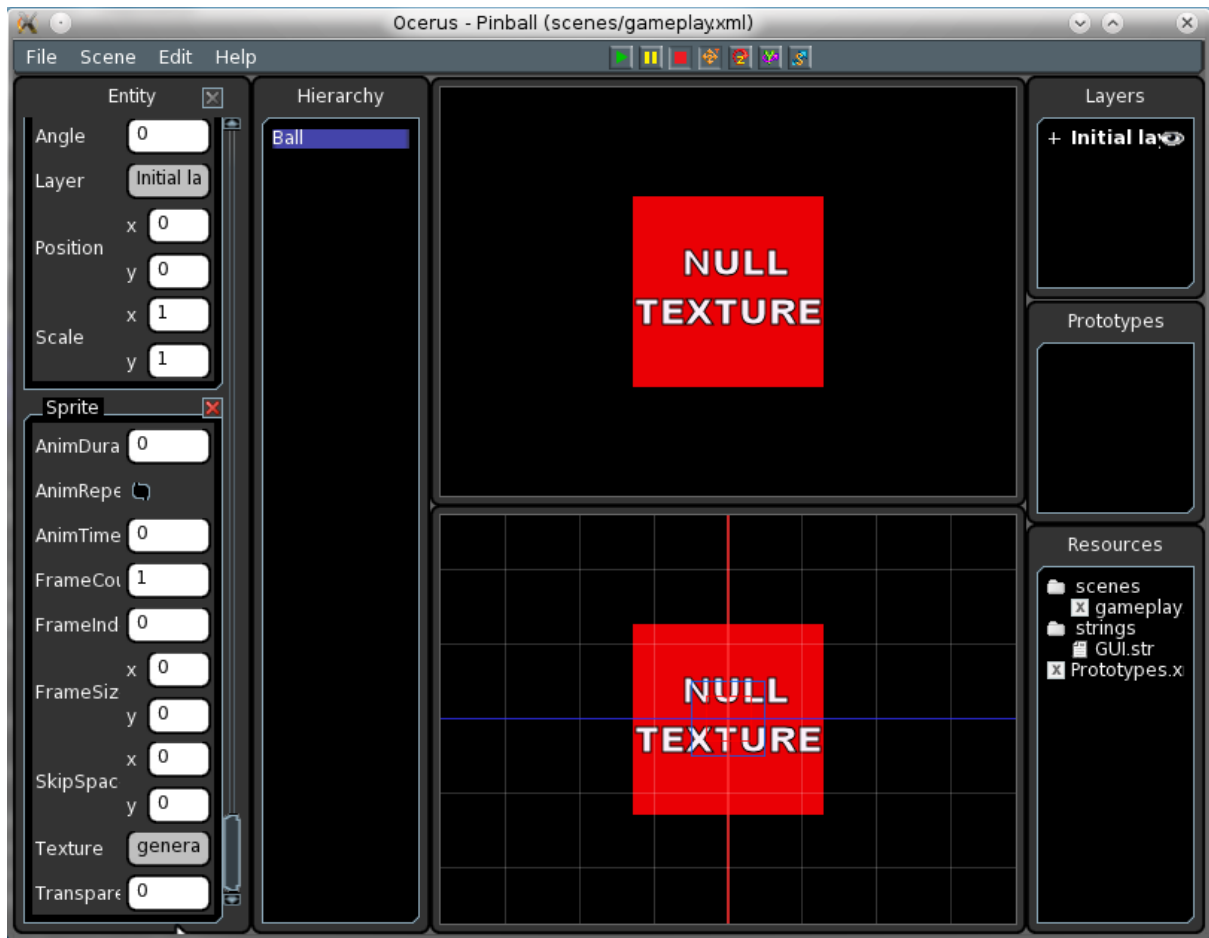 Ocerus - Pinball (scenes/gameplay.xml)
File Scene Edit Help
Entity
Angle 0
Layer Initial la
Position
x 0
y 0
Scale
x 1
y 1
Sprite
AnimDura 0
AnimRepe
AnimTime 0
FrameCou 1
FrameInd 0
FrameSiz
x 0
y 0
SkipSpac
x 0
y 0
Texture genera
Transpare 0
Hierarchy
Ball
NULL
TEXTURE
NULL
TEXTURE
Layers
+ Initial lay
Prototypes
Resources
scenes
X gameplay
strings
GUI.str
X Prototypes.x